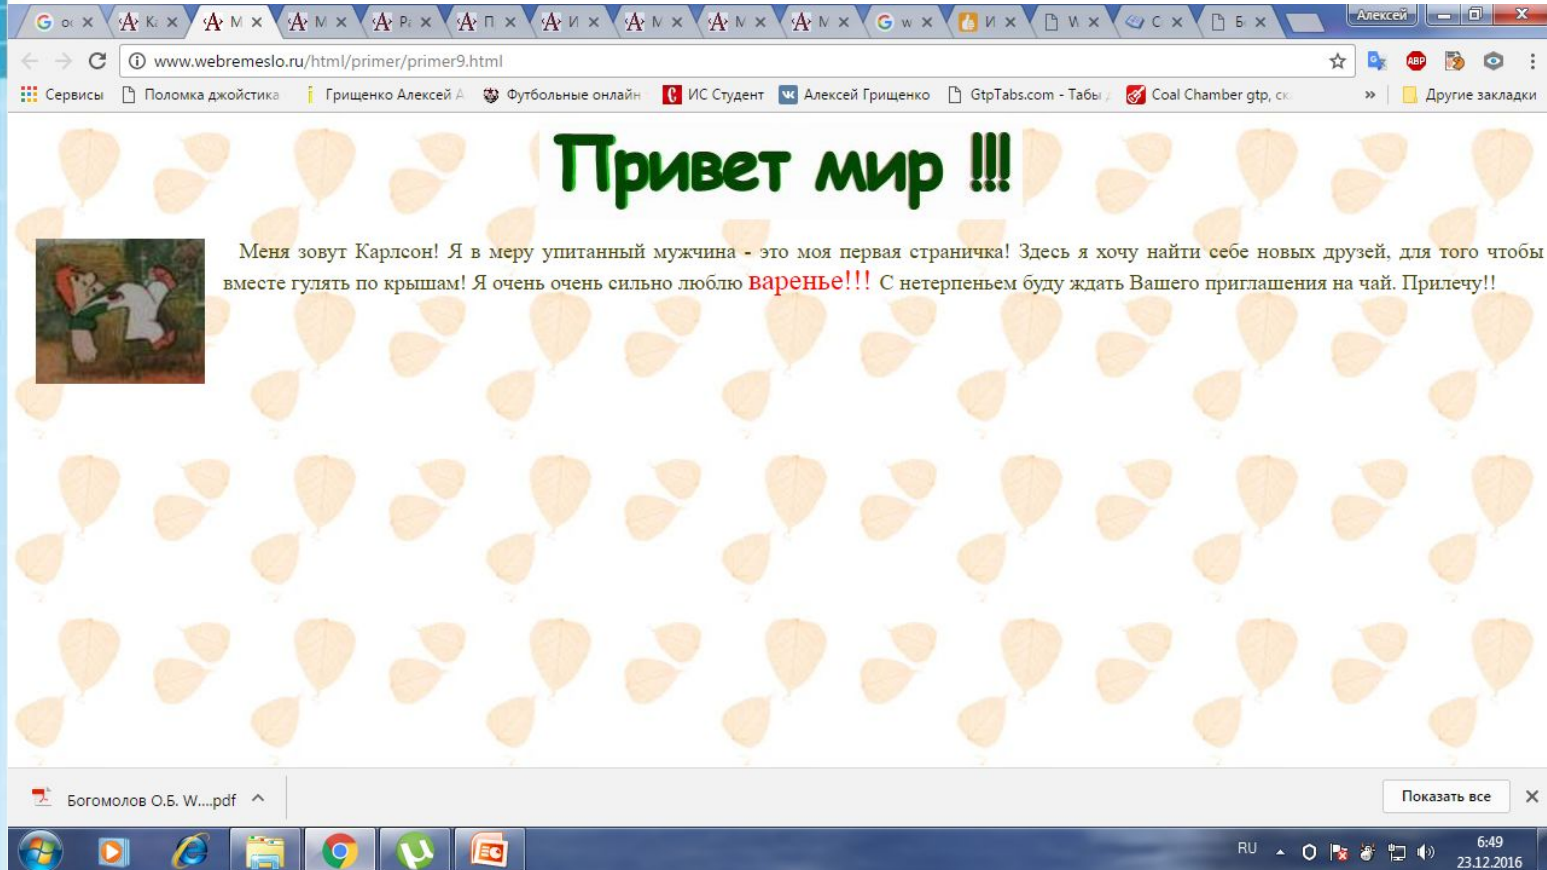 Алексей
www.webremeslo.ru/html/primer/primer9.html
Сервисы Поломка джойстика Грищенко Алексей А Футбольные онлайн ИС Студент Алексей Грищенко GtpTabs.com - Табы Coal Chamber gtp, Другие закладки
Привет мир !!!
Меня зовут Карлсон! Я в меру упитанный мужчина - это моя первая страничка! Здесь я хочу найти себе новых друзей, для того чтобы
вместе гулять по крышам! Я очень очень сильно люблю варенье!!! С нетерпеньем буду ждать Вашего приглашения на чай. Прилечу!!
Богомолов О.Б. W....pdf Показать все
RU 6:49
23.12.2016